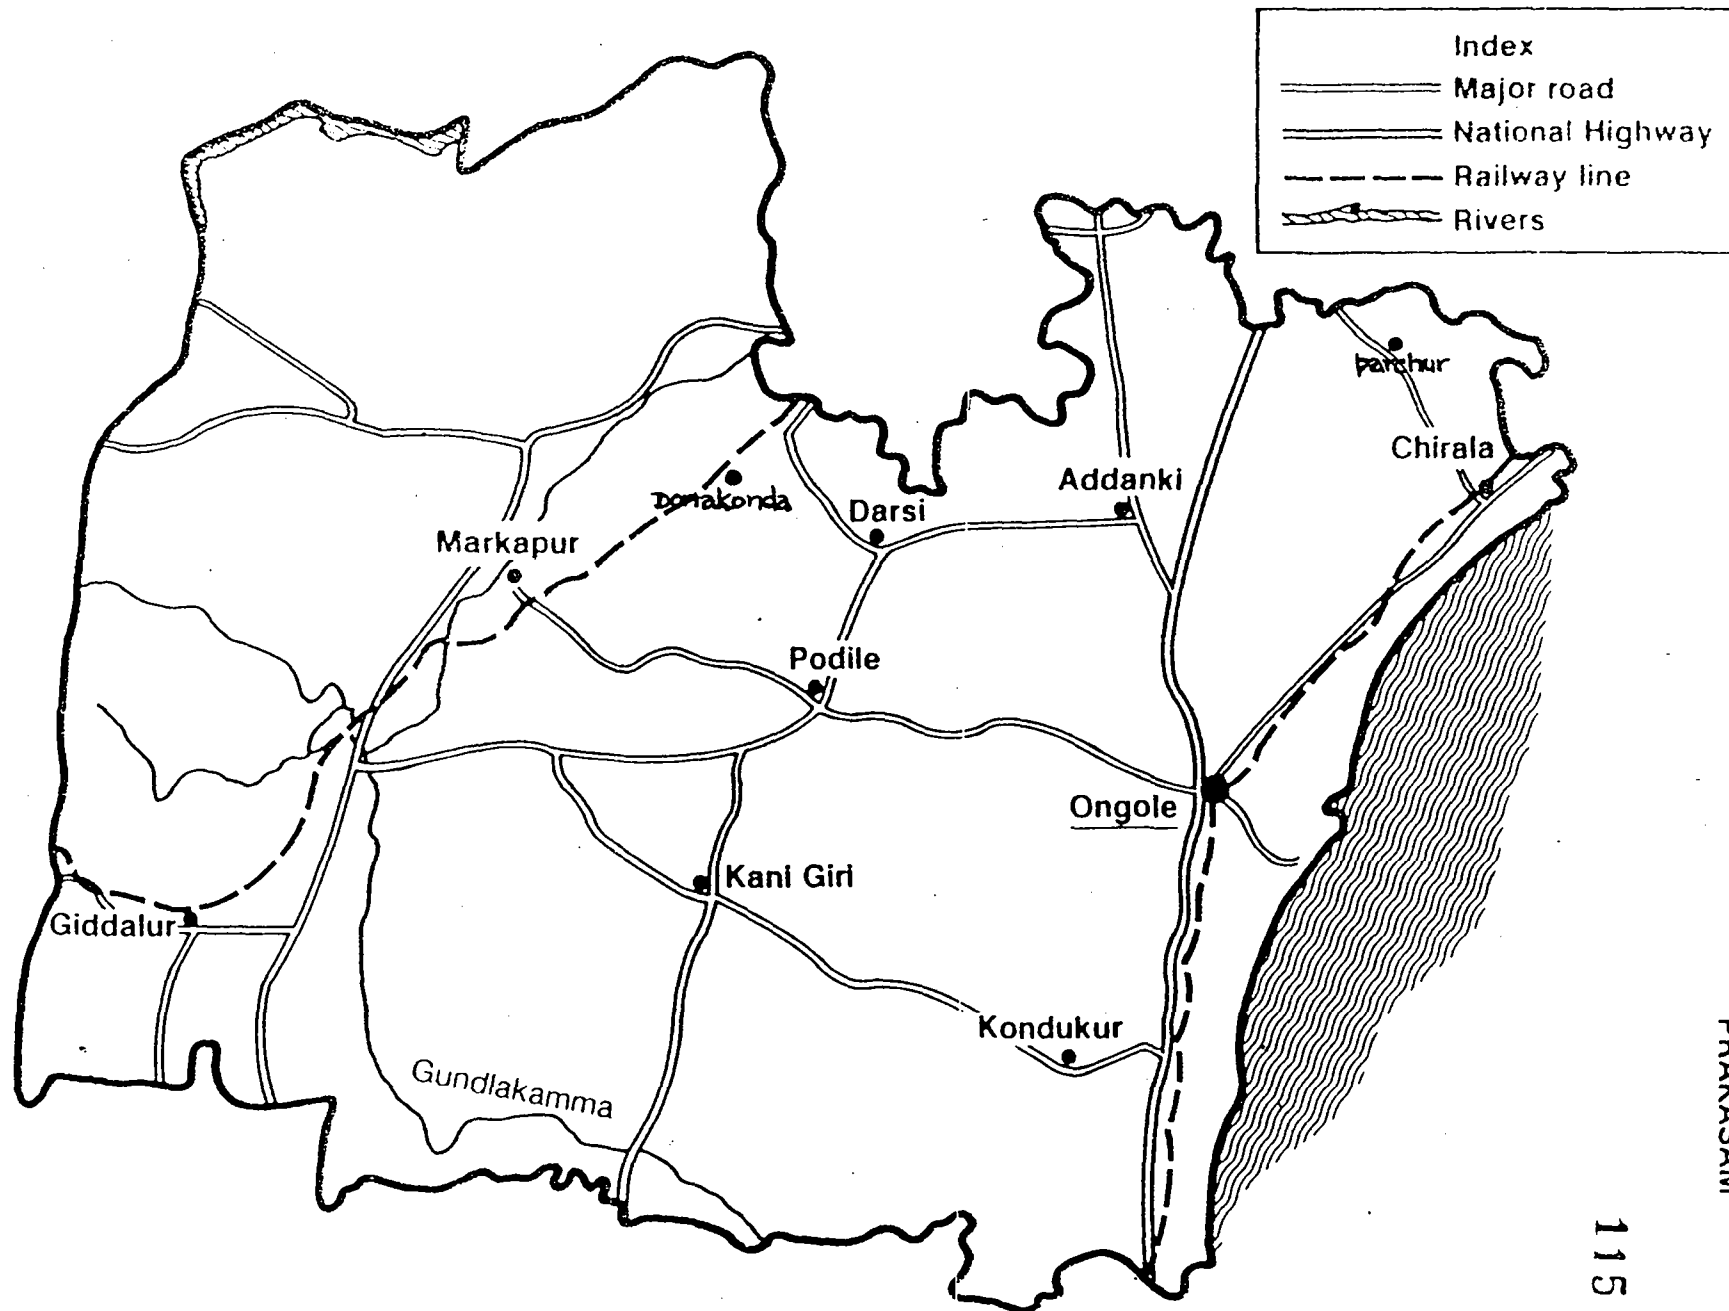 Index
Major road
National Highway
Railway line
Rivers
parchur
Chirala
Addanki
Donakonda
Darsi
Markapur
Podile
Ongole
Kani Giri
Giddalur
Kondukur
Gundlakamma
PRAKASAM
115